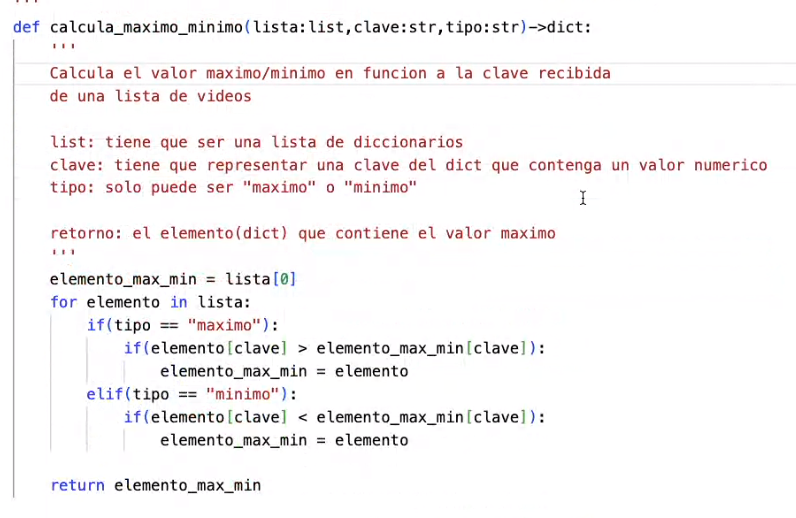 '''
def calcula_maximo_minimo(lista:list,clave:str,tipo:str)->dict:
    '''
    Calcula el valor maximo/minimo en funcion a la clave recibida
    de una lista de videos

    list: tiene que ser una lista de diccionarios
    clave: tiene que representar una clave del dict que contenga un valor numerico
    tipo: solo puede ser "maximo" o "minimo"

    retorno: el elemento(dict) que contiene el valor maximo
    '''
    elemento_max_min = lista[0]
    for elemento in lista:
        if(tipo == "maximo"):
            if(elemento[clave] > elemento_max_min[clave]):
                elemento_max_min = elemento
        elif(tipo == "minimo"):
            if(elemento[clave] < elemento_max_min[clave]):
                elemento_max_min = elemento

    return elemento_max_min